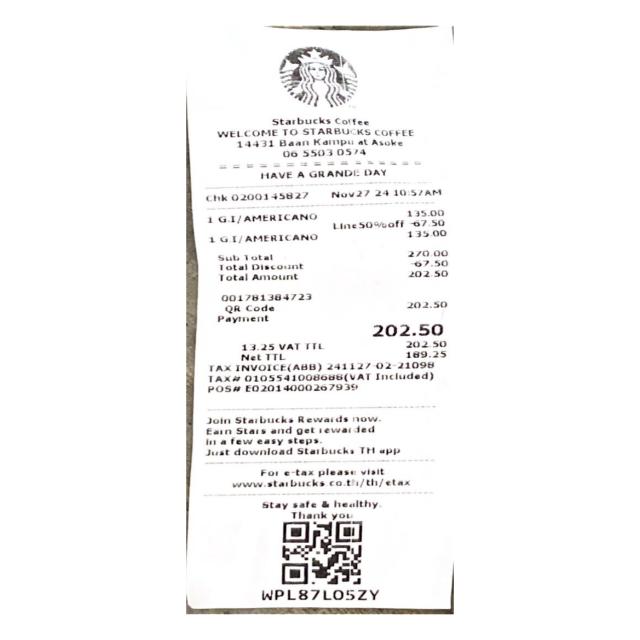 Starbucks Coffee
WELCOME TO STARBUCKS COFFEE
14431 Baan Kampu at Asoke
06 5503 0574
HAVE A GRANDE DAY
Chk 0200145827 Nov27 24 10:57AM
1 G.I/AMERICANO 135.00
Line50%off -67.50
1 G.I/AMERICANO 135.00
Sub Total 270.00
Total Discount -67.50
Total Amount 202.50
001781384723
QR Code 202.50
Payment
202.50
13.25 VAT TTL 202.50
Net TTL 189.25
TAX INVOICE(ABB) 241127-02-21098
TAX# 0105541008688(VAT Included)
POS# E02014000267939
Join Starbucks Rewards now.
Earn Stars and get rewarded
in a few easy steps.
Just download Starbucks TH app
For e-tax please visit
www.starbucks.co.th/th/etax
Stay safe & healthy.
Thank you
WPL87LO5ZY